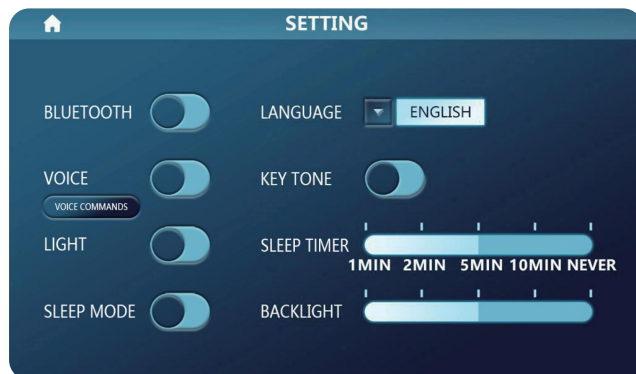 SETTING
BLUETOOTH
LANGUAGE
ENGLISH
VOICE
KEY TONE
VOICE COMMANDS
LIGHT
SLEEP TIMER
1MIN 2MIN 5MIN 10MIN NEVER
SLEEP MODE
BACKLIGHT